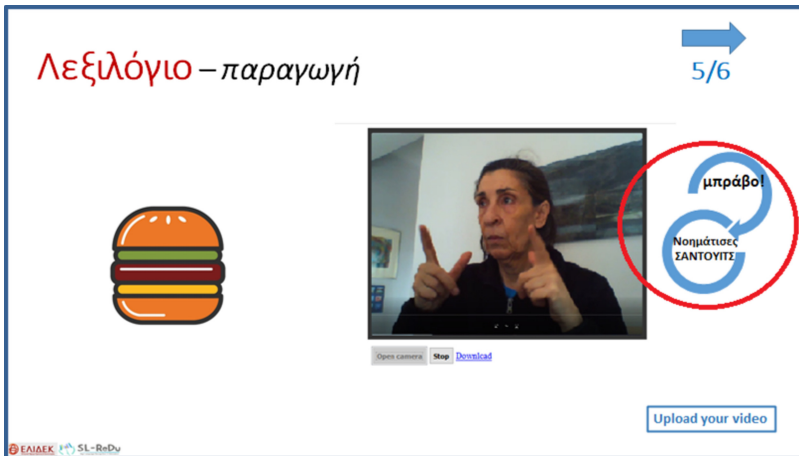 Λεξιλόγιο – παραγωγή
5/6
μπράβο!
Νοημάτισες
ΣΑΝΤΟΥΙΤΣ
Open camera Stop Download
Upload your video
ΕΛΙΔΕΚ SL-ReDu